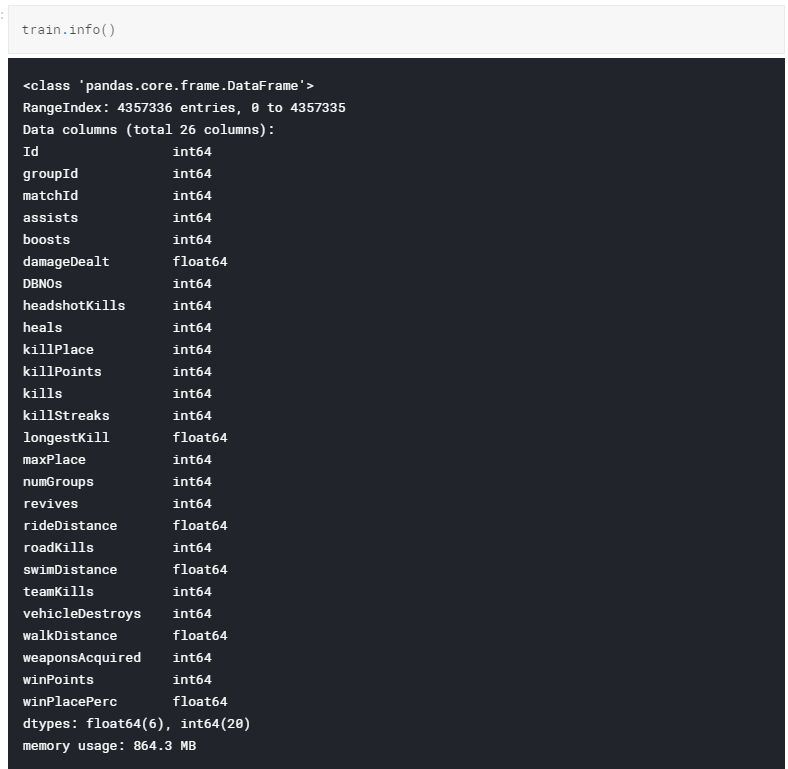 :
train.info()
<class 'pandas.core.frame.DataFrame'>
RangeIndex: 4357336 entries, 0 to 4357335
Data columns (total 26 columns):
Id                 int64
groupId            int64
matchId            int64
assists            int64
boosts             int64
damageDealt        float64
DBNOs              int64
headshotKills      int64
heals              int64
killPlace          int64
killPoints         int64
kills              int64
killStreaks        int64
longestKill        float64
maxPlace           int64
numGroups          int64
revives            int64
rideDistance       float64
roadKills          int64
swimDistance       float64
teamKills          int64
vehicleDestroys    int64
walkDistance       float64
weaponsAcquired    int64
winPoints          int64
winPlacePerc       float64
dtypes: float64(6), int64(20)
memory usage: 864.3 MB